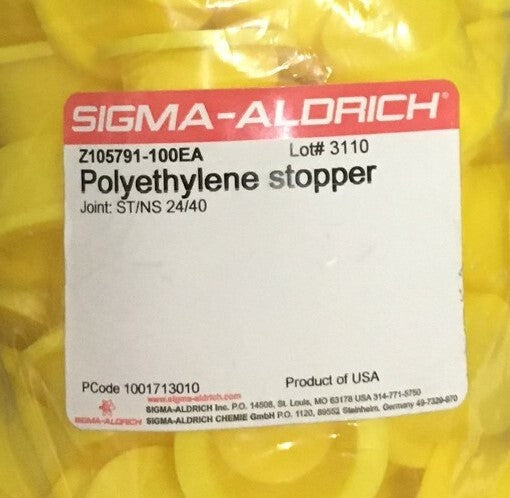 SIGMA-ALDRICH®
Z105791-100EA Lot# 3110
Polyethylene stopper
Joint: ST/NS 24/40
PCode 1001713010 Product of USA
www.sigma-aldrich.com
SIGMA-ALDRICH Inc. P.O. 14508, St. Louis, MO 63178 USA 314-771-5750
SIGMA-ALDRICH CHEMIE GmbH P.O. 1120, 89552 Steinheim, Germany 49-7329-970
SIGMA-ALDRICH